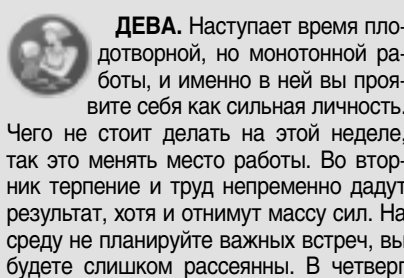 ДЕВА. Наступает время пло-
дотворной, но монотонной ра-
боты, и именно в ней вы проя-
вите себя как сильная личность.
Чего не стоит делать на этой неделе,
так это менять место работы. Во втор-
ник терпение и труд непременно дадут
результат, хотя и отнимут массу сил. На
среду не планируйте важных встреч, вы
будете слишком рассеянны. В четверг